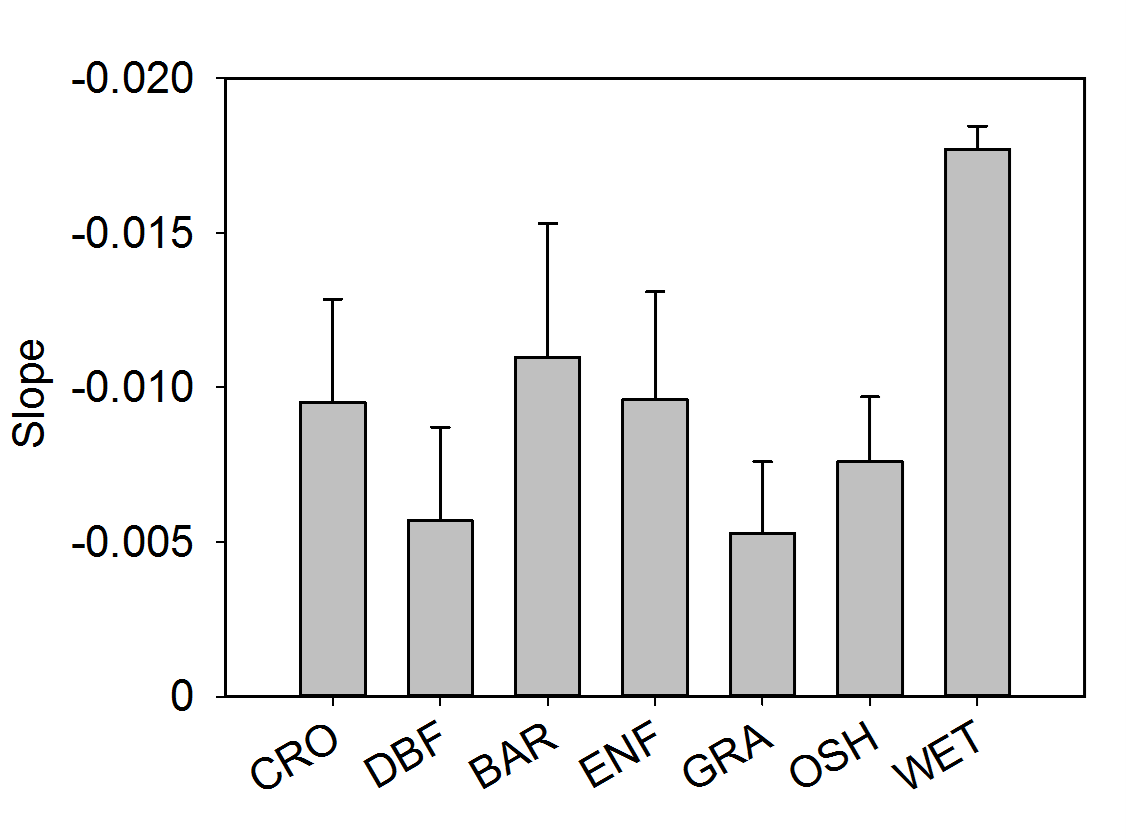 -0.020
-0.015
-0.010
-0.005
0
Slope
CRO
DBF
BAR
ENF
GRA
OSH
WET